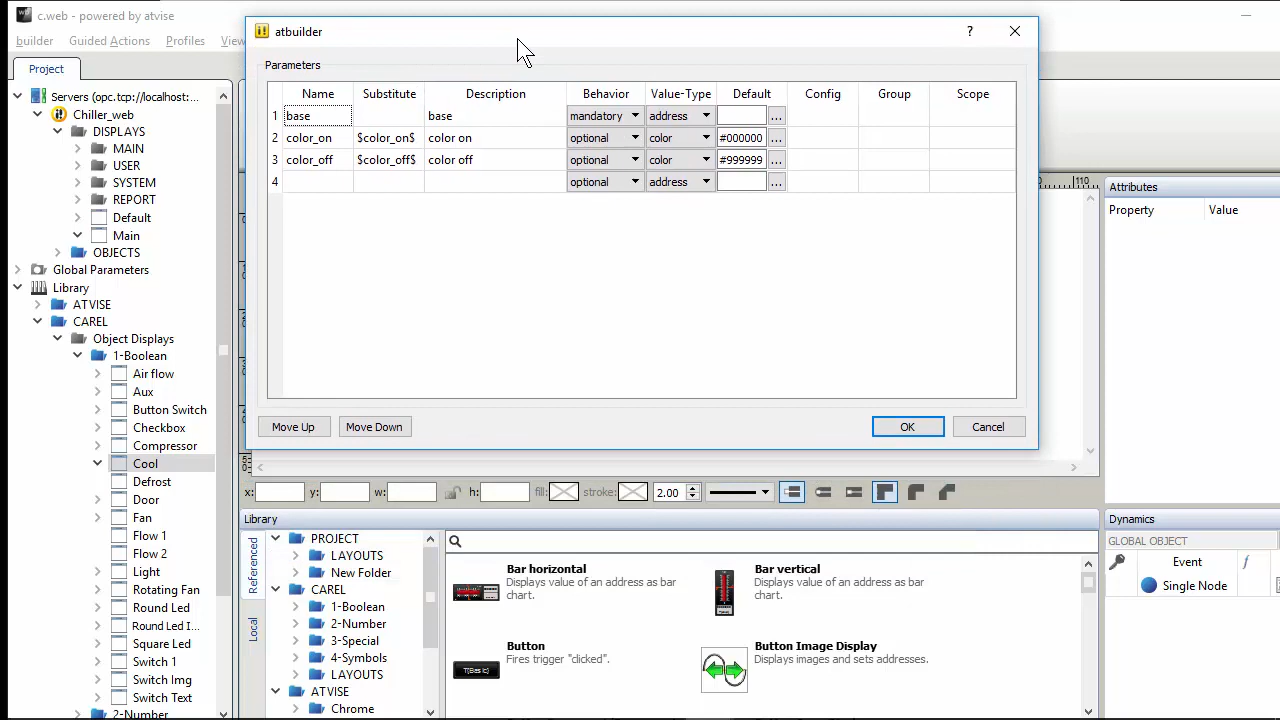 c.web - powered by atvise
builder Guided Actions Profiles View
Project
Servers (opc.tcp://localhost:...
Chiller_web
DISPLAYS
MAIN
USER
SYSTEM
REPORT
Default
Main
OBJECTS
Global Parameters
Library
ATVISE
CAREL
Object Displays
1-Boolean
Air flow
Aux
Button Switch
Checkbox
Compressor
Cool
Defrost
Door
Fan
Flow 1
Flow 2
Light
Rotating Fan
Round Led
Round Led I...
Square Led
Switch 1
Switch Img
Switch Text
2-Number
atbuilder ?
Parameters
Name Substitute Description Behavior Value-Type Default Config Group Scope
1 base base mandatory address ...
2 color_on $color_on$ color on optional color #000000 ...
3 color_off $color_off$ color off optional color #999999 ...
4 optional address ...
Move Up Move Down OK Cancel
110
Attributes
Property Value
x: y: w: h: fill: stroke: 2.00
Library
Referenced
Local
PROJECT
LAYOUTS
New Folder
CAREL
1-Boolean
2-Number
3-Special
4-Symbols
LAYOUTS
ATVISE
Chrome
Bar horizontal
Displays value of an address as bar
chart.
Bar vertical
Displays value of an address as bar
chart.
Button
Fires trigger "clicked".
T{Basic}
Button Image Display
Displays images and sets addresses.
Dynamics
GLOBAL OBJECT
Event f
Single Node